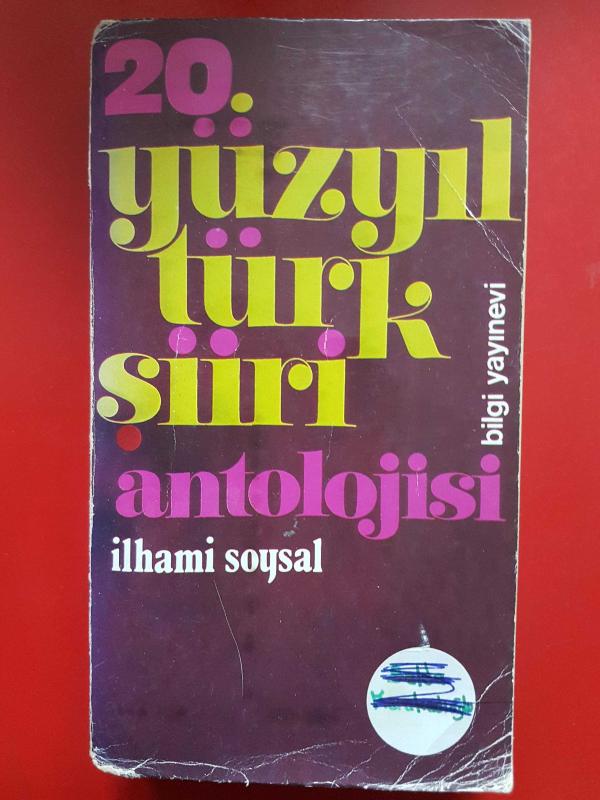 20.
yüzyıl
türk
şiiri
bilgi yayınevi
antolojisi
ilhami soysal